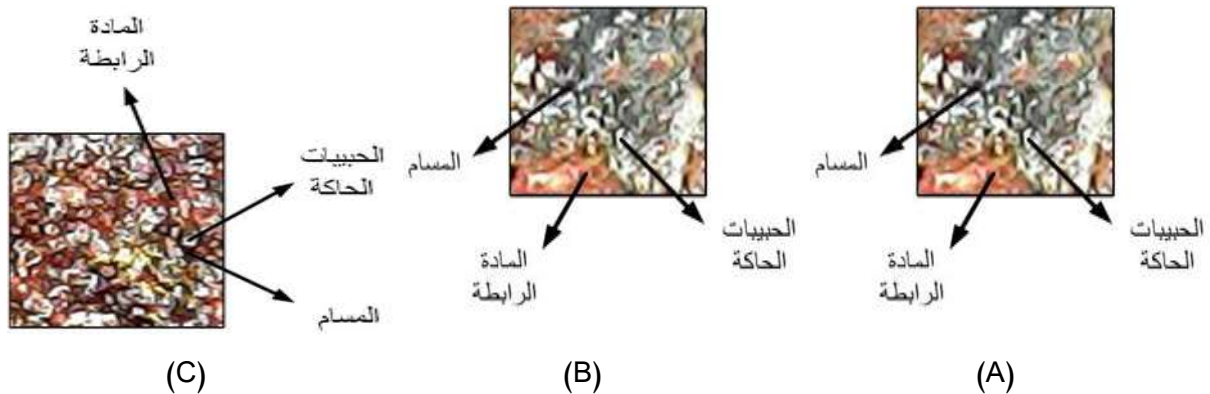 المسام
الحبيبات
الحاكة
المادة
الرابطة
(A)
المسام
الحبيبات
الحاكة
المادة
الرابطة
(B)
المادة
الرابطة
الحبيبات
الحاكة
المسام
(C)